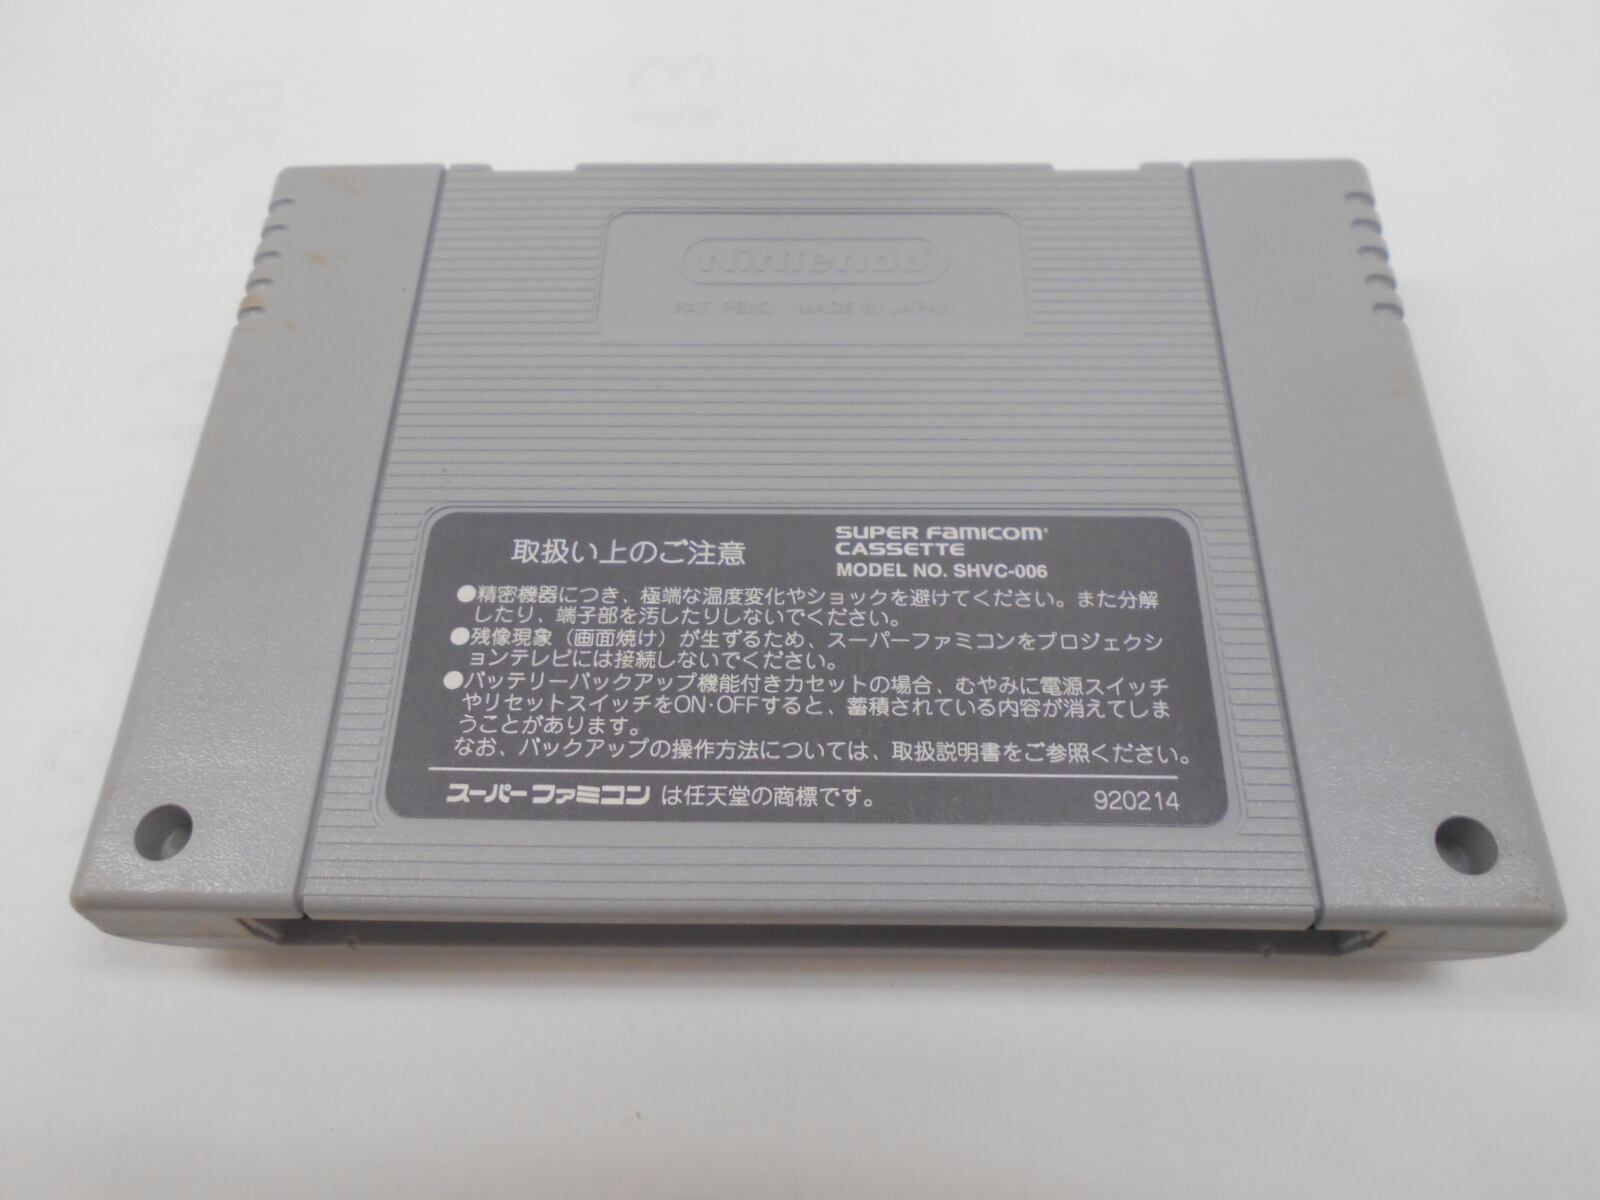 Nintendo
PAT. PEND. MADE IN JAPAN
取扱い上のご注意
SUPER FAMICOM
CASSETTE
MODEL NO. SHVC-006
●精密機器につき、極端な温度変化やショックを避けてください。また分解
したり、端子部を汚したりしないでください。
●残像現象（画面焼け）が生ずるため、スーパーファミコンをプロジェクシ
ョンテレビには接続しないでください。
●バッテリーバックアップ機能付きカセットの場合、むやみに電源スイッチ
やリセットスイッチをON·OFFすると、蓄積されている内容が消えてしま
うことがあります。
なお、バックアップの操作方法については、取扱説明書をご参照ください。
スーパーファミコン は任天堂の商標です。
920214